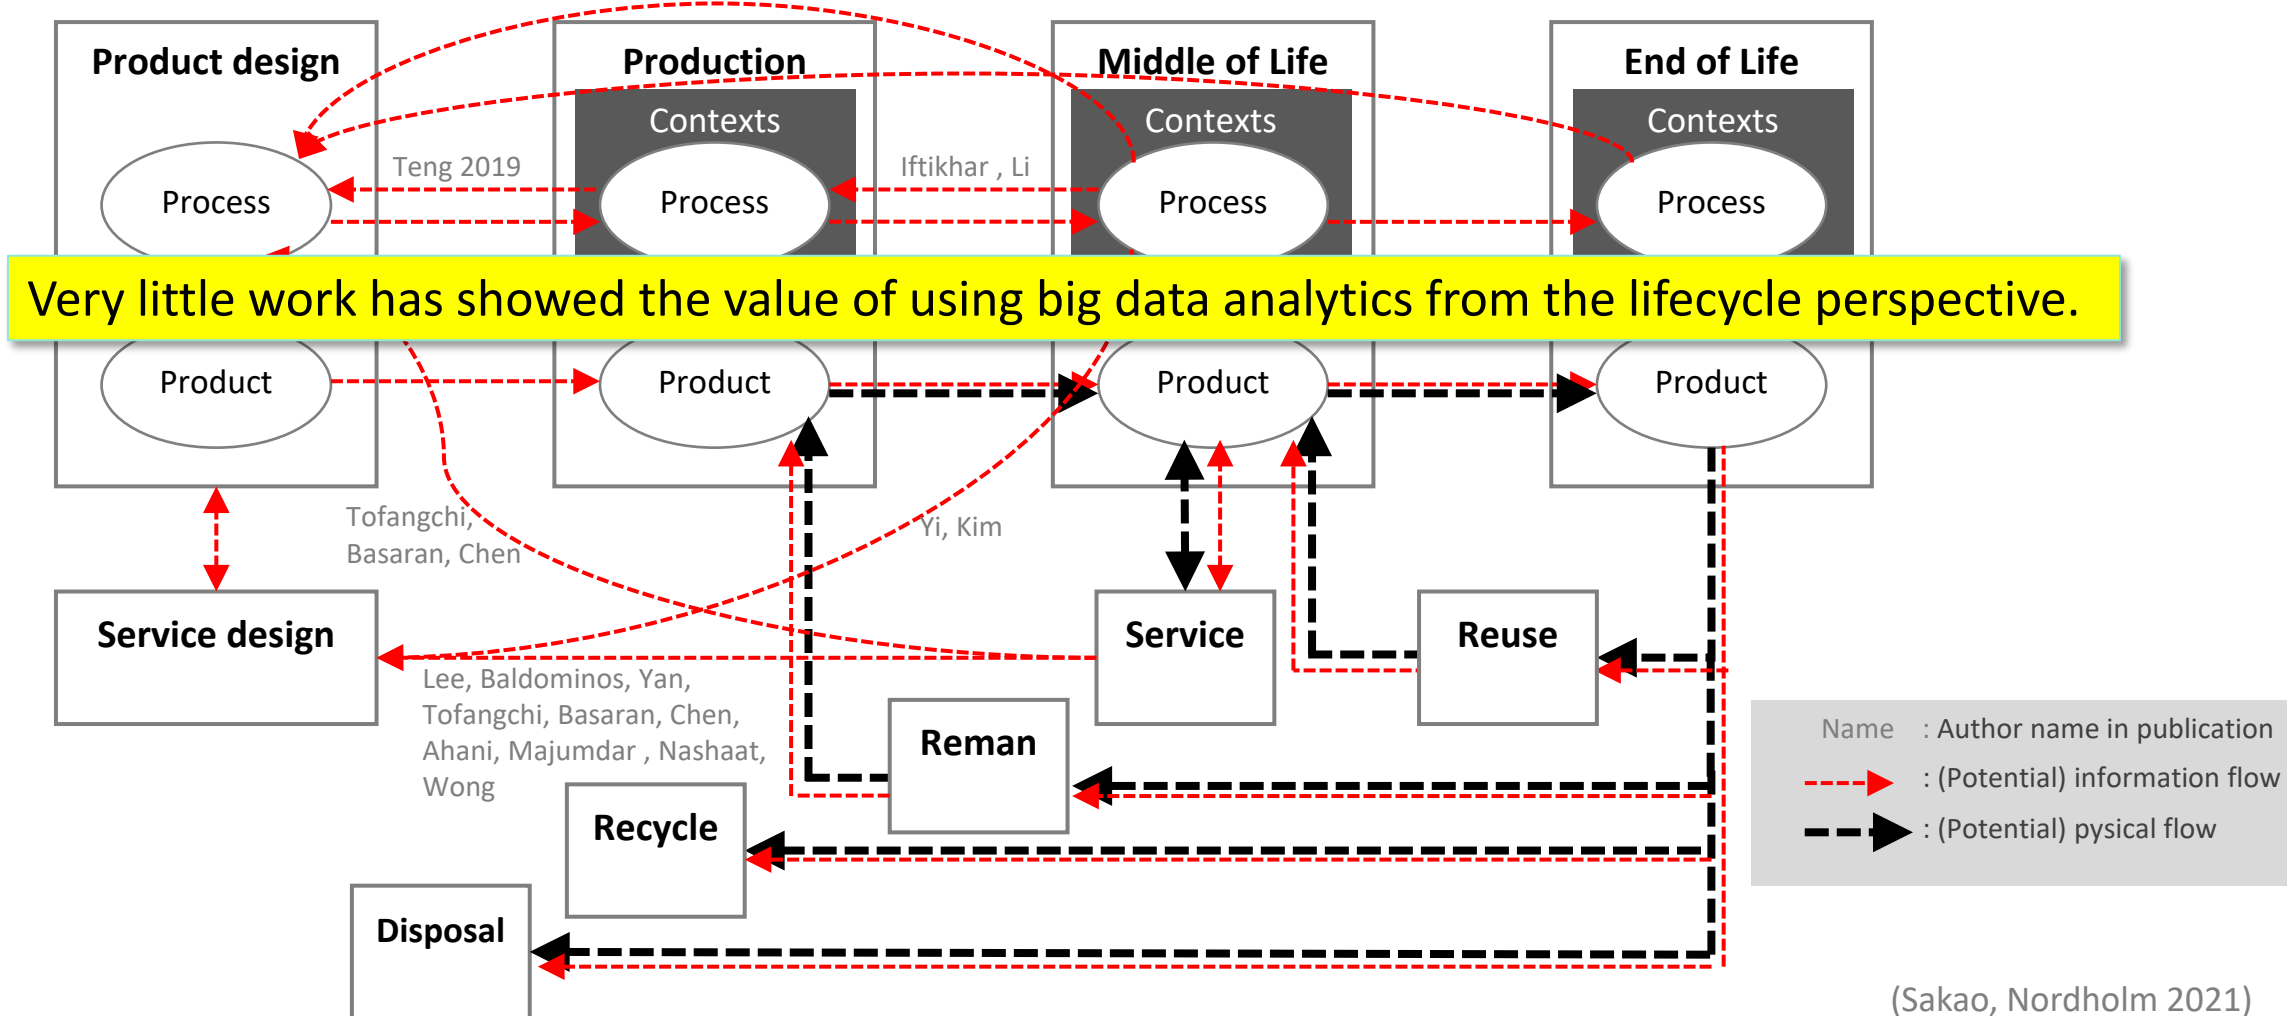 Product design
Production
Middle of Life
End of Life
Contexts
Contexts
Contexts
Teng 2019
Iftikhar , Li
Process
Process
Process
Process
Very little work has showed the value of using big data analytics from the lifecycle perspective.
Product
Product
Product
Product
Tofangchi,
Basaran, Chen
Yi, Kim
Service design
Service
Reuse
Lee, Baldominos, Yan,
Tofangchi, Basaran, Chen,
Ahani, Majumdar , Nashaat,
Wong
Reman
Recycle
Disposal
Name : Author name in publication
: (Potential) information flow
: (Potential) pysical flow
(Sakao, Nordholm 2021)